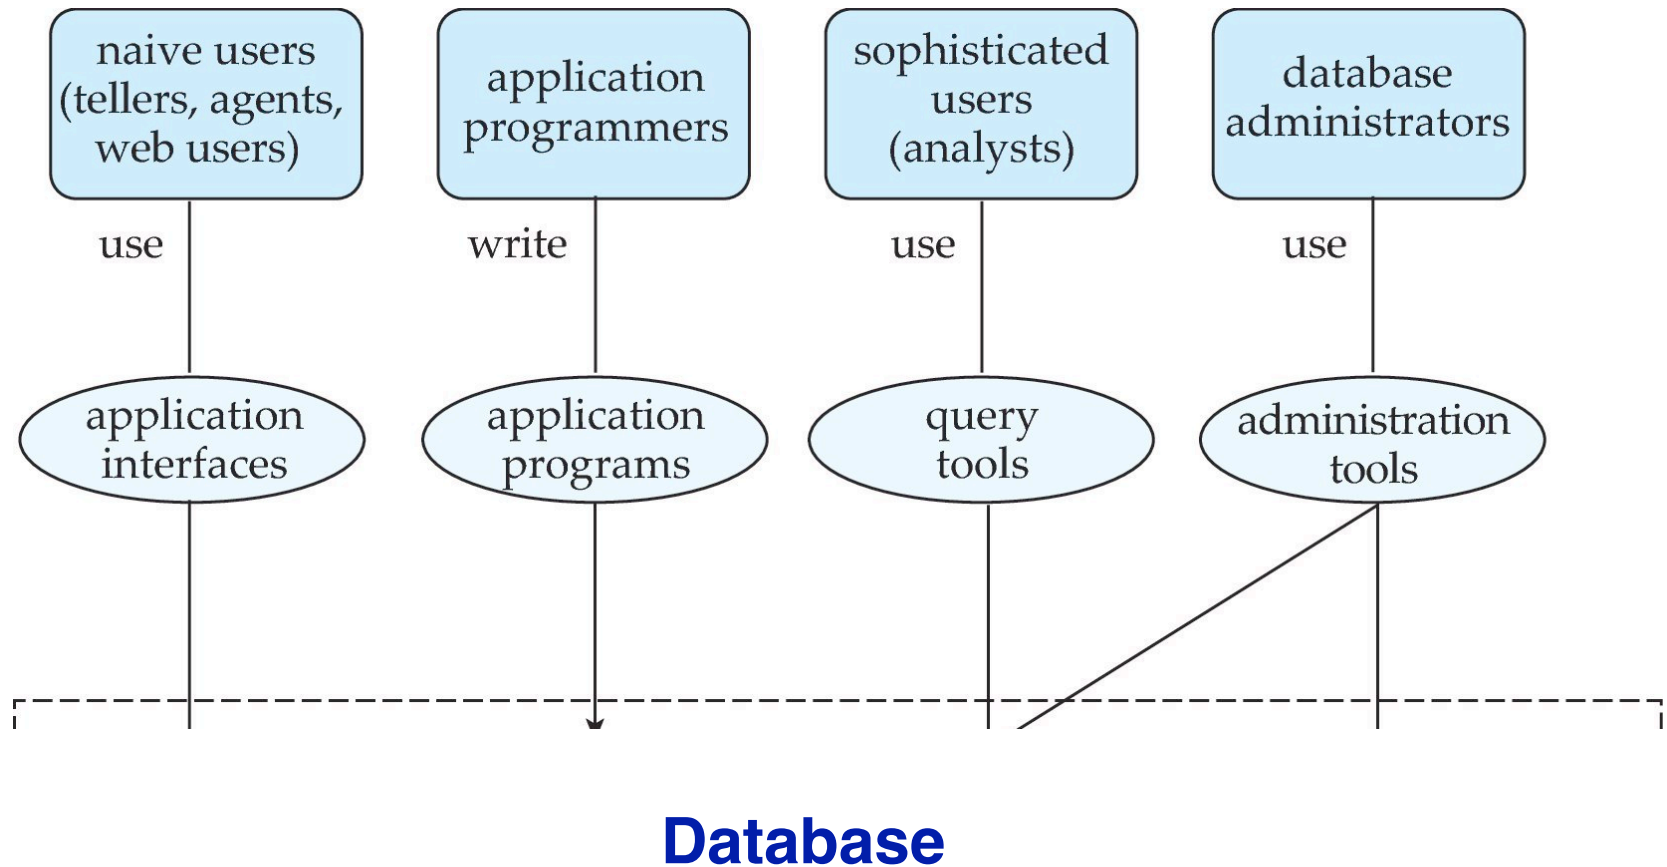 naive users
(tellers, agents,
web users)
application
programmers
sophisticated
users
(analysts)
database
administrators
use
write
use
use
application
interfaces
application
programs
query
tools
administration
tools
Database